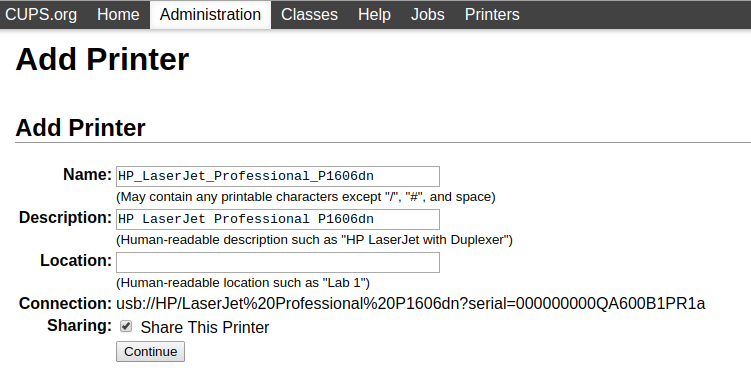 CUPS.org Home Administration Classes Help Jobs Printers
Add Printer
Add Printer
Name: HP_LaserJet_Professional_P1606dn
(May contain any printable characters except "/", "#", and space)
Description: HP LaserJet Professional P1606dn
(Human-readable description such as "HP LaserJet with Duplexer")
Location:
(Human-readable location such as "Lab 1")
Connection: usb://HP/LaserJet%20Professional%20P1606dn?serial=000000000QA600B1PR1a
Sharing: Share This Printer
Continue